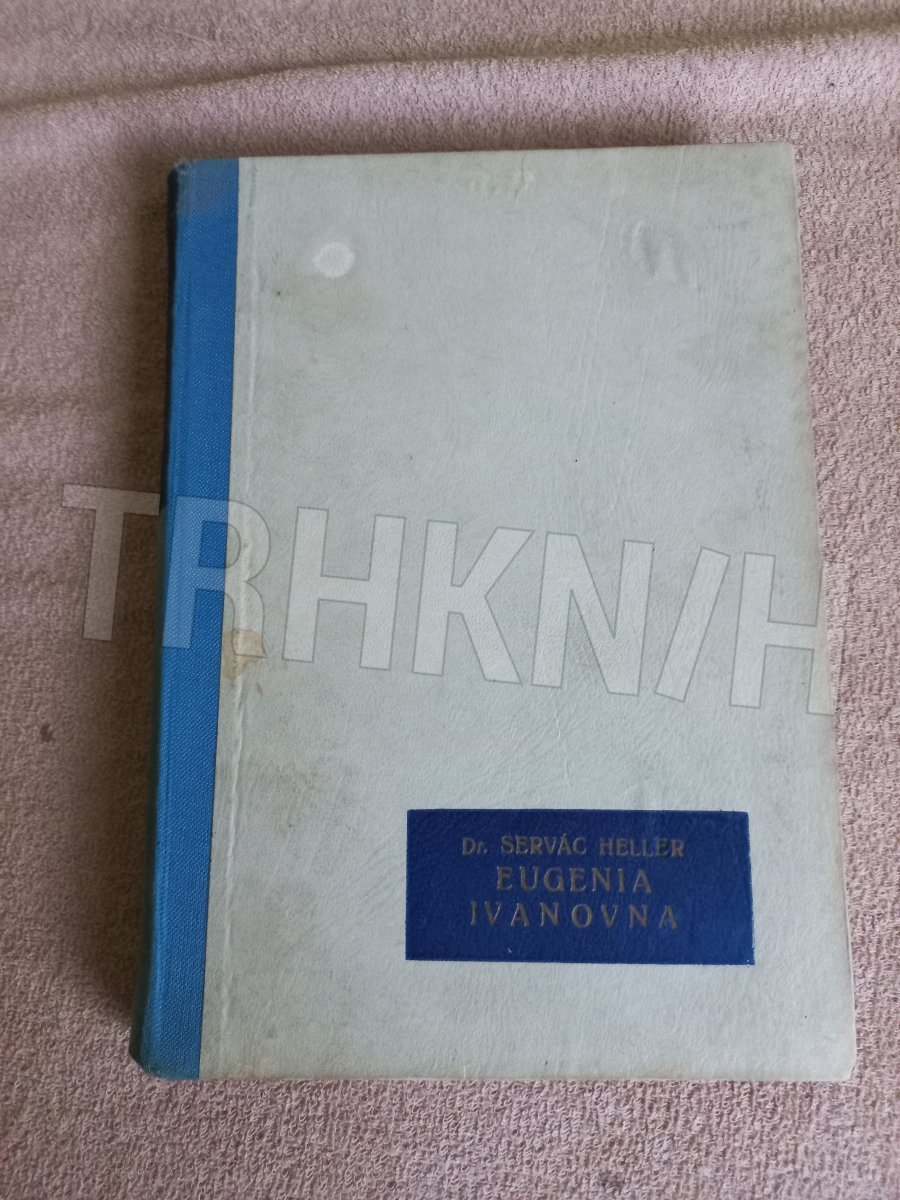 TRHKNIH
Dr. SERVÁC HELLER
EUGENIA
IVANOVNA